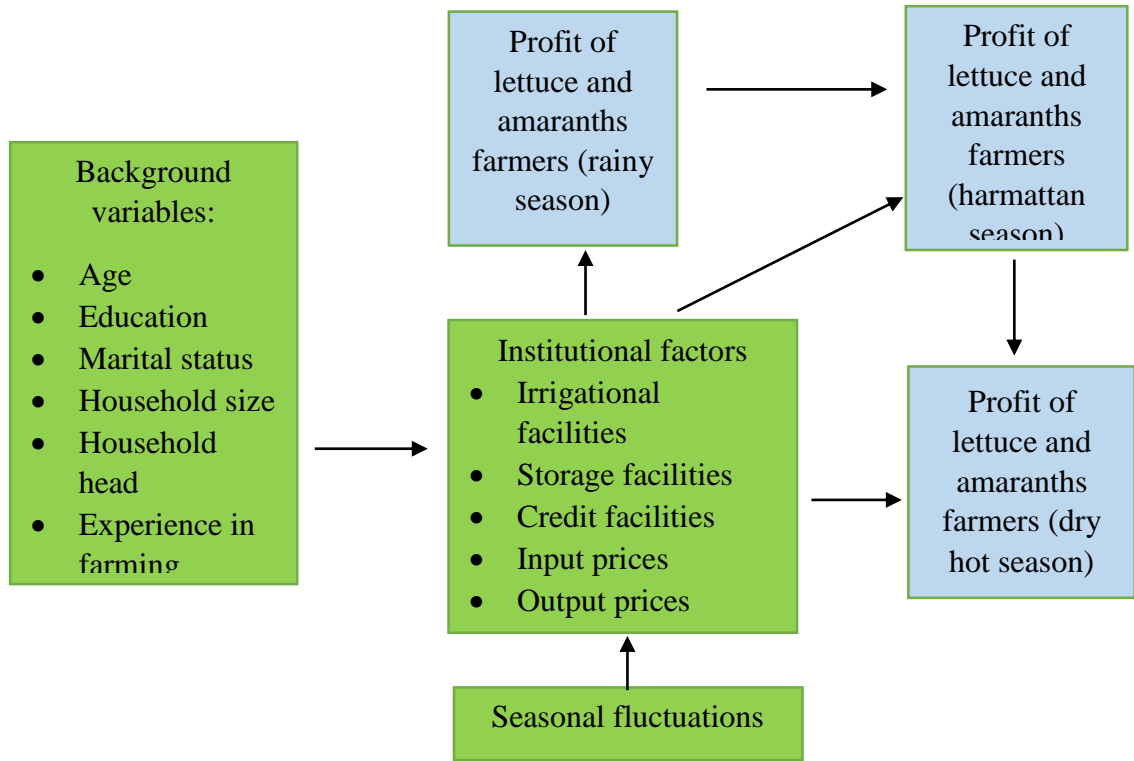 Profit of
lettuce and
amaranths
farmers (rainy
season)
Profit of
lettuce and
amaranths
farmers
(harmattan
season)
Background
variables:
• Age
• Education
• Marital status
• Household size
• Household
head
• Experience in
farming
Institutional factors
• Irrigational
facilities
• Storage facilities
• Credit facilities
• Input prices
• Output prices
Profit of
lettuce and
amaranths
farmers (dry
hot season)
Seasonal fluctuations